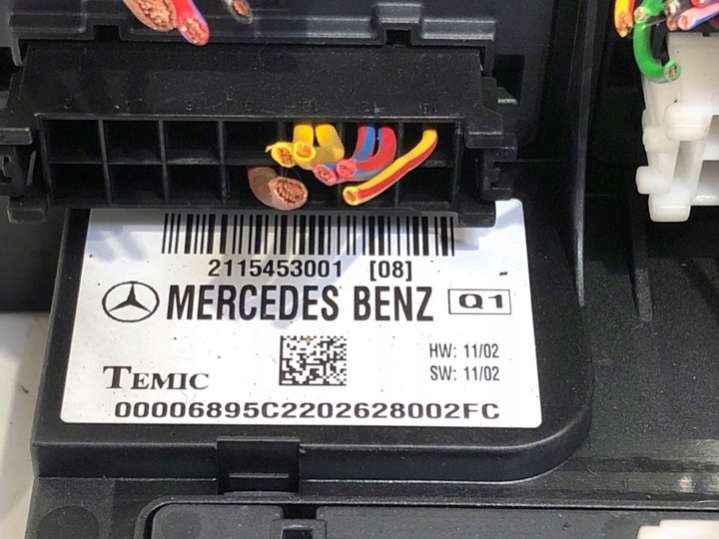 2115453001 [08]
MERCEDES BENZ Q1
HW: 11/02
TEMIC SW: 11/02
00006895C2202628002FC